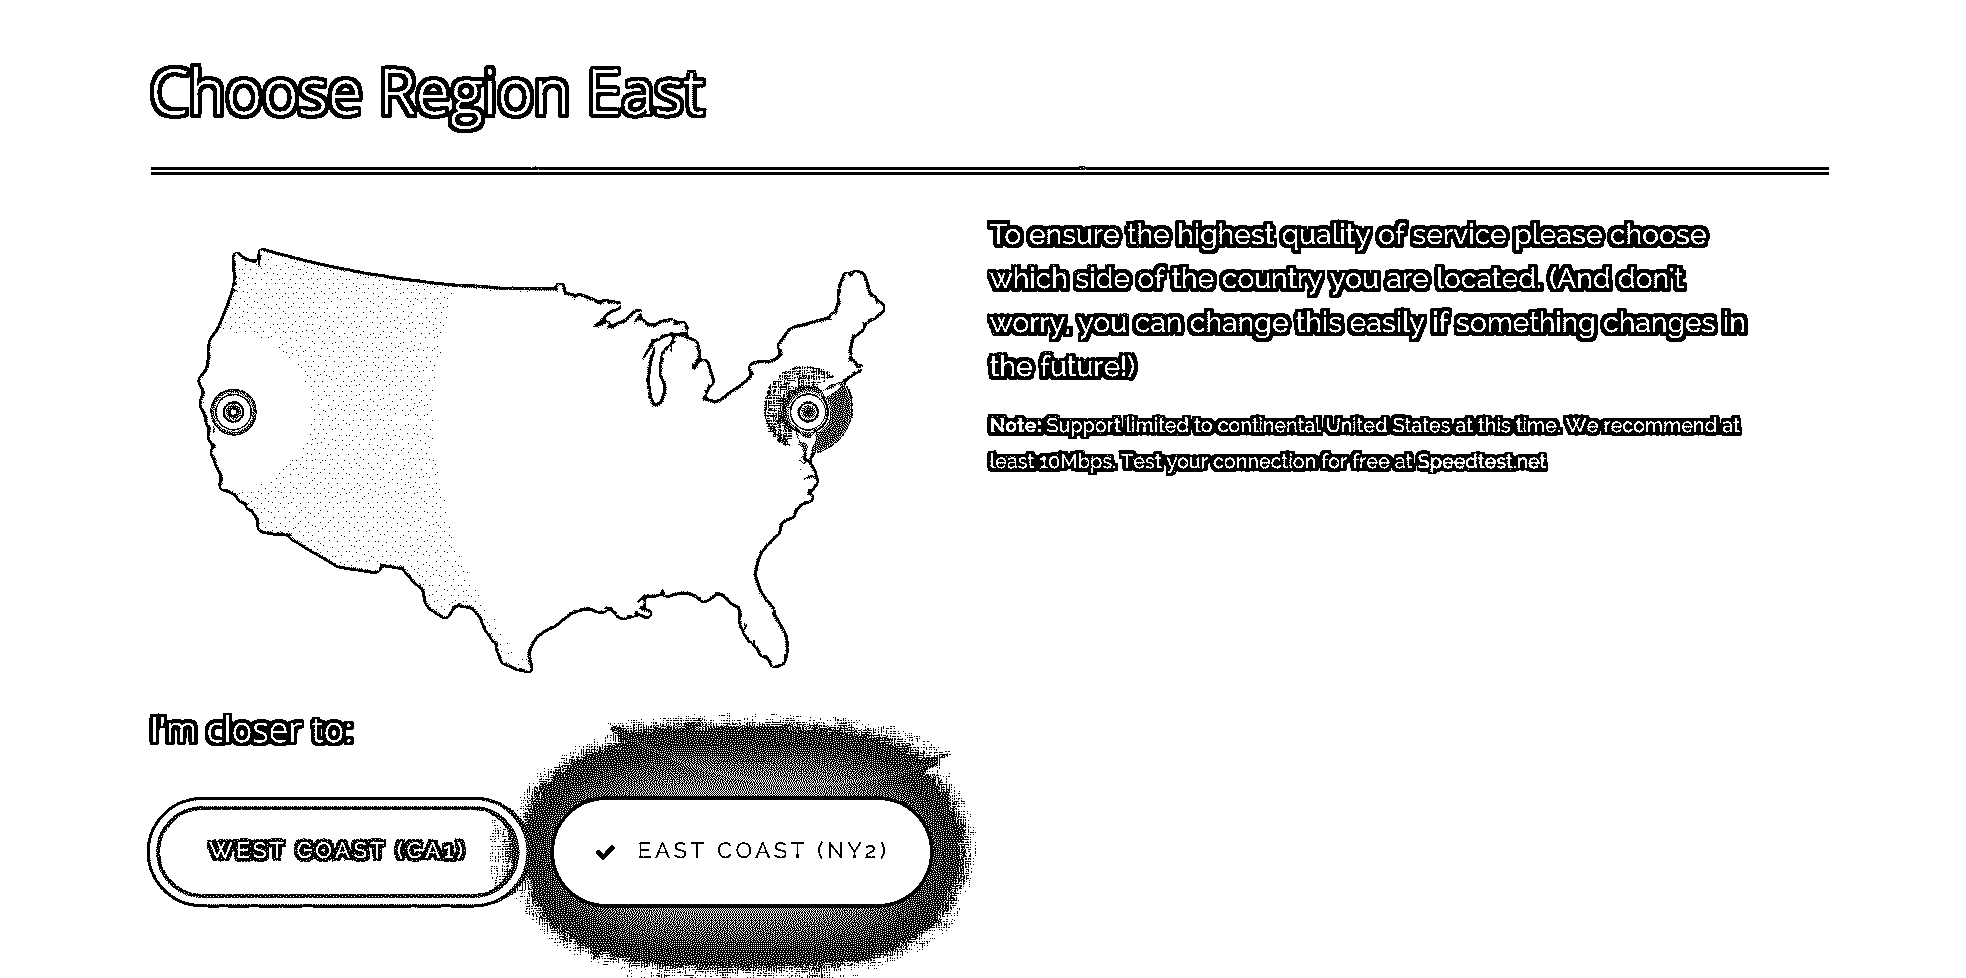 Choose Region East
To ensure the highest quality of service please choose
which side of the country you are located. (And don't
worry, you can change this easily if something changes in
the future!)
Note: Support limited to continental United States at this time. We recommend at
least 10Mbps. Test your connection for free at Speedtest.net
I'm closer to:
WEST COAST (CA1)
EAST COAST (NY2)